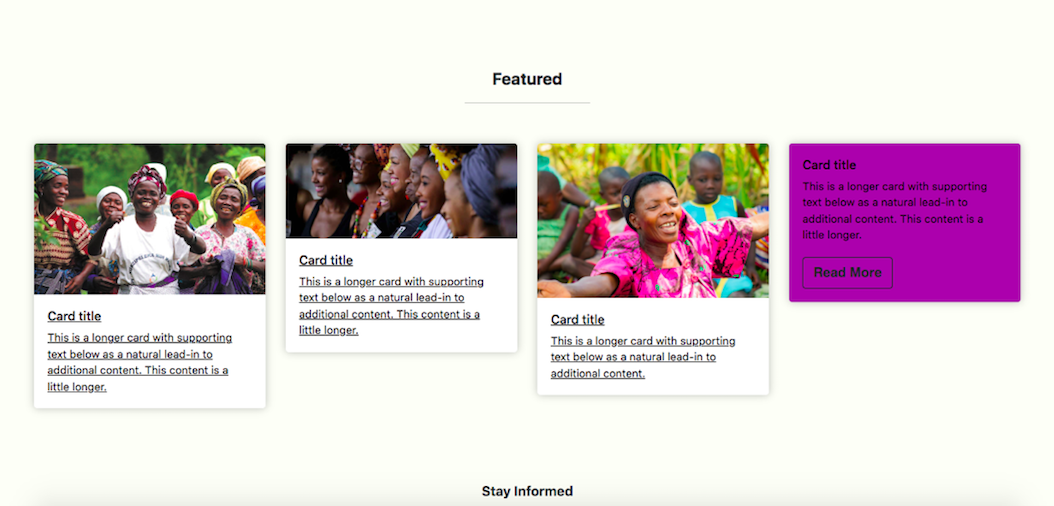 Featured
Card title
This is a longer card with supporting
text below as a natural lead-in to
additional content. This content is a
little longer.
Card title
This is a longer card with supporting
text below as a natural lead-in to
additional content. This content is a
little longer.
Card title
This is a longer card with supporting
text below as a natural lead-in to
additional content.
Card title
This is a longer card with supporting
text below as a natural lead-in to
additional content. This content is a
little longer.
Read More
Stay Informed